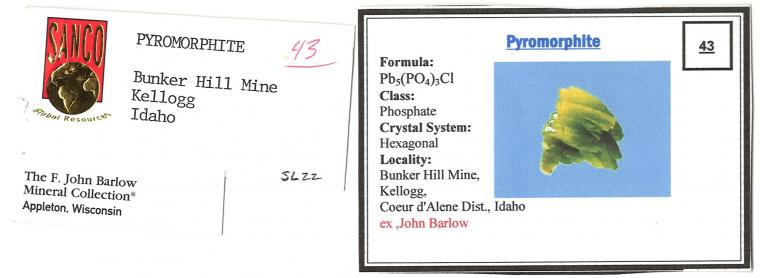 SANCO
Global Resources
PYROMORPHITE
43
Bunker Hill Mine
Kellogg
Idaho
The F. John Barlow
Mineral Collection®
Appleton, Wisconsin
SL22
Pyromorphite
43
Formula:
Pb5(PO4)3Cl
Class:
Phosphate
Crystal System:
Hexagonal
Locality:
Bunker Hill Mine,
Kellogg,
Coeur d'Alene Dist., Idaho
ex ,John Barlow